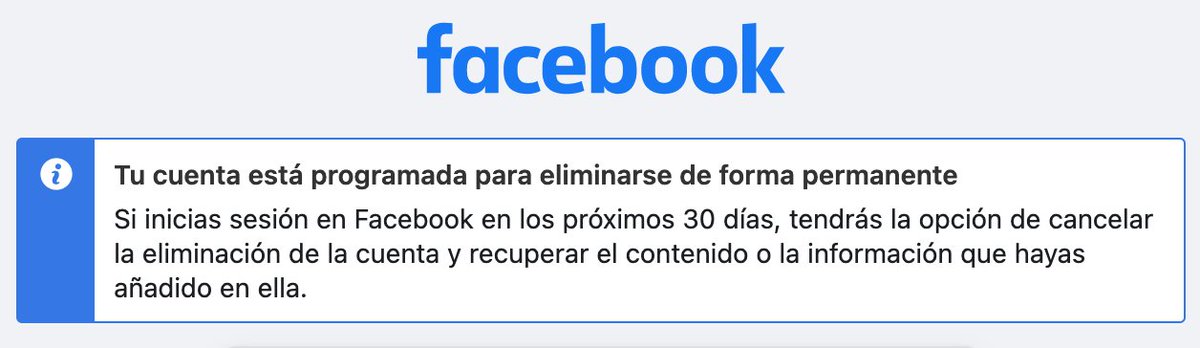 facebook
Tu cuenta está programada para eliminarse de forma permanente
Si inicias sesión en Facebook en los próximos 30 días, tendrás la opción de cancelar
la eliminación de la cuenta y recuperar el contenido o la información que hayas
añadido en ella.